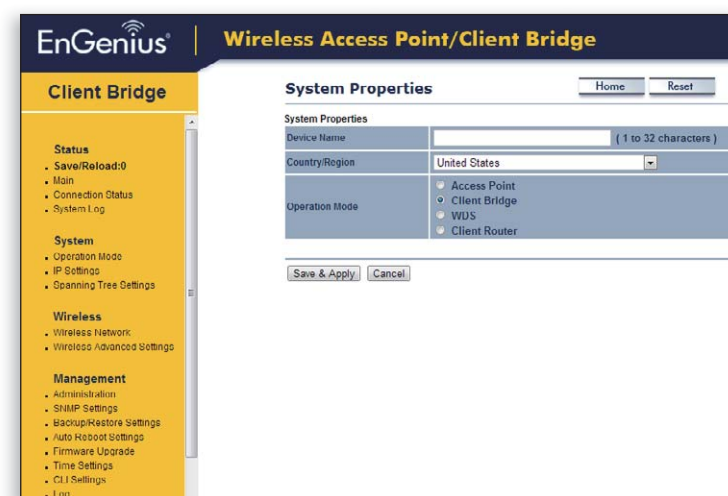 EnGenius®
Wireless Access Point/Client Bridge
Client Bridge
Status
Save/Reload:0
Main
Connection Status
System Log
System
Operation Mode
IP Settings
Spanning Tree Settings
Wireless
Wireless Network
Wireless Advanced Settings
Management
Administration
SNMP Settings
Backup/Restore Settings
Auto Reboot Settings
Firmware Upgrade
Time Settings
CLI Settings
Log
System Properties
Home
Reset
System Properties
Device Name
( 1 to 32 characters )
Country/Region
United States
Operation Mode
Access Point
Client Bridge
WDS
Client Router
Save & Apply
Cancel